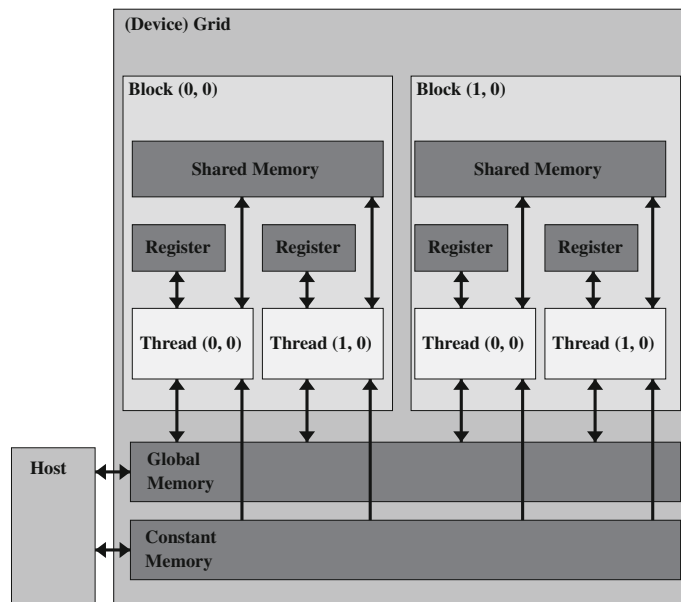 (Device) Grid
Block (0, 0)
Shared Memory
Register
Register
Thread (0, 0)
Thread (1, 0)
Block (1, 0)
Shared Memory
Register
Register
Thread (0, 0)
Thread (1, 0)
Host
Global
Memory
Constant
Memory